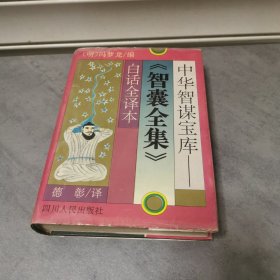 (明)冯梦龙/编
中华智谋宝库——
《智囊全集》
白话全译本
德 彰/译
四川人民出版社